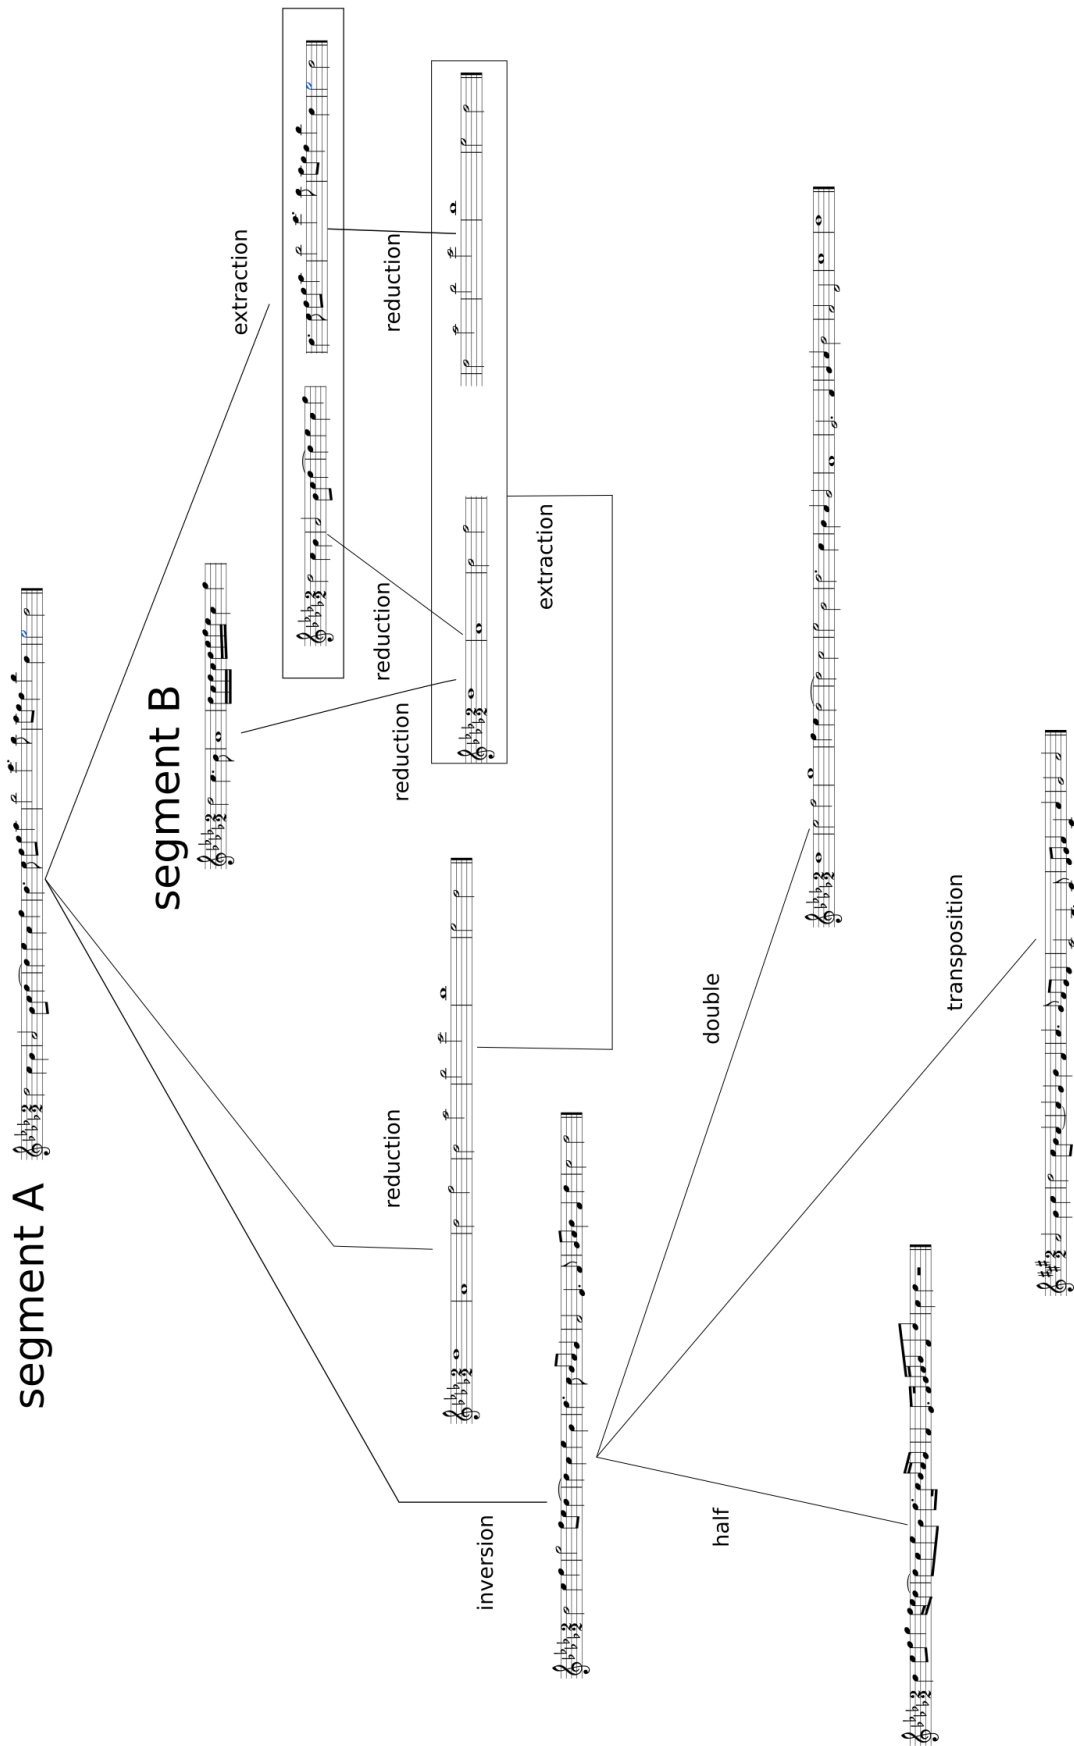 segment A
segment B
extraction
reduction
reduction
reduction
reduction
inversion
extraction
half
double
transposition